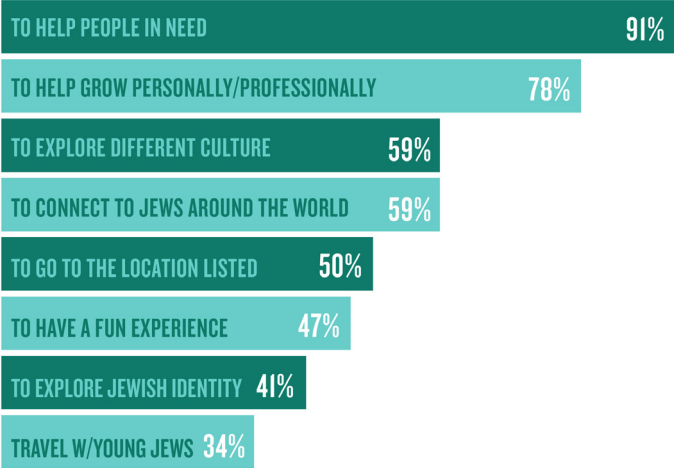 TO HELP PEOPLE IN NEED 91%
TO HELP GROW PERSONALLY/PROFESSIONALLY 78%
TO EXPLORE DIFFERENT CULTURE 59%
TO CONNECT TO JEWS AROUND THE WORLD 59%
TO GO TO THE LOCATION LISTED 50%
TO HAVE A FUN EXPERIENCE 47%
TO EXPLORE JEWISH IDENTITY 41%
TRAVEL W/YOUNG JEWS 34%